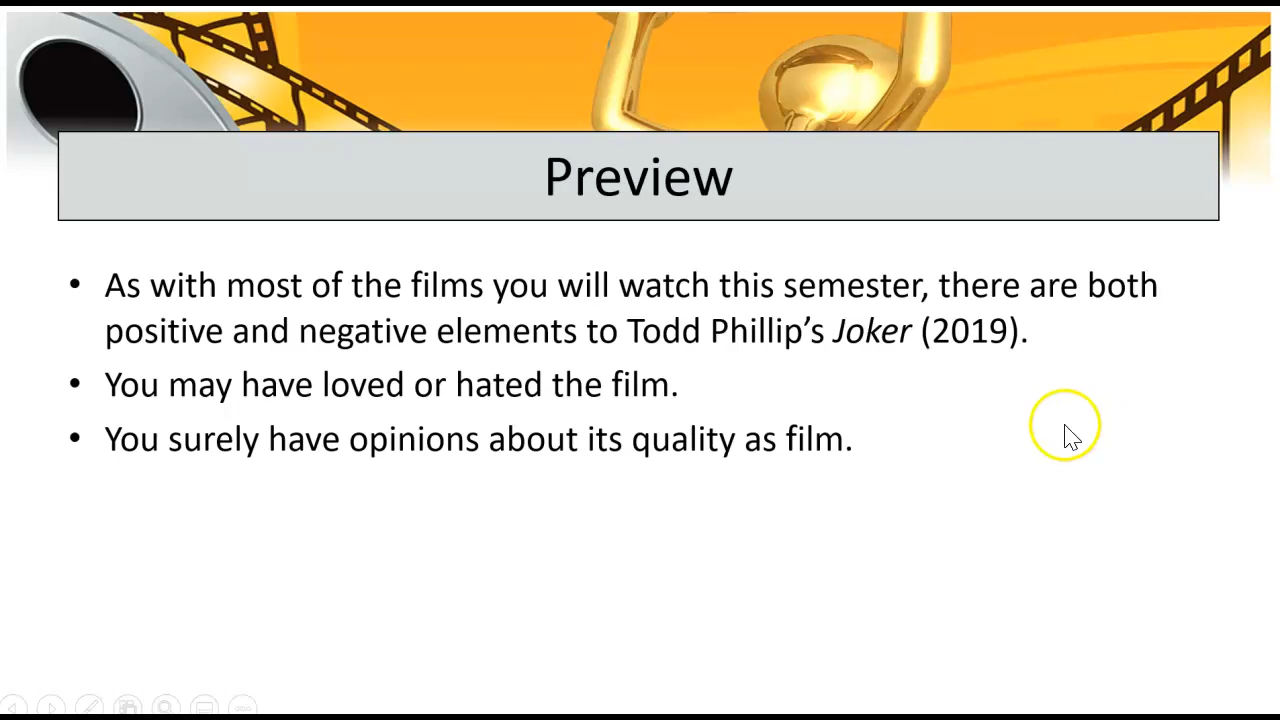 Preview
• As with most of the films you will watch this semester, there are both
positive and negative elements to Todd Phillip’s Joker (2019).
• You may have loved or hated the film.
• You surely have opinions about its quality as film.